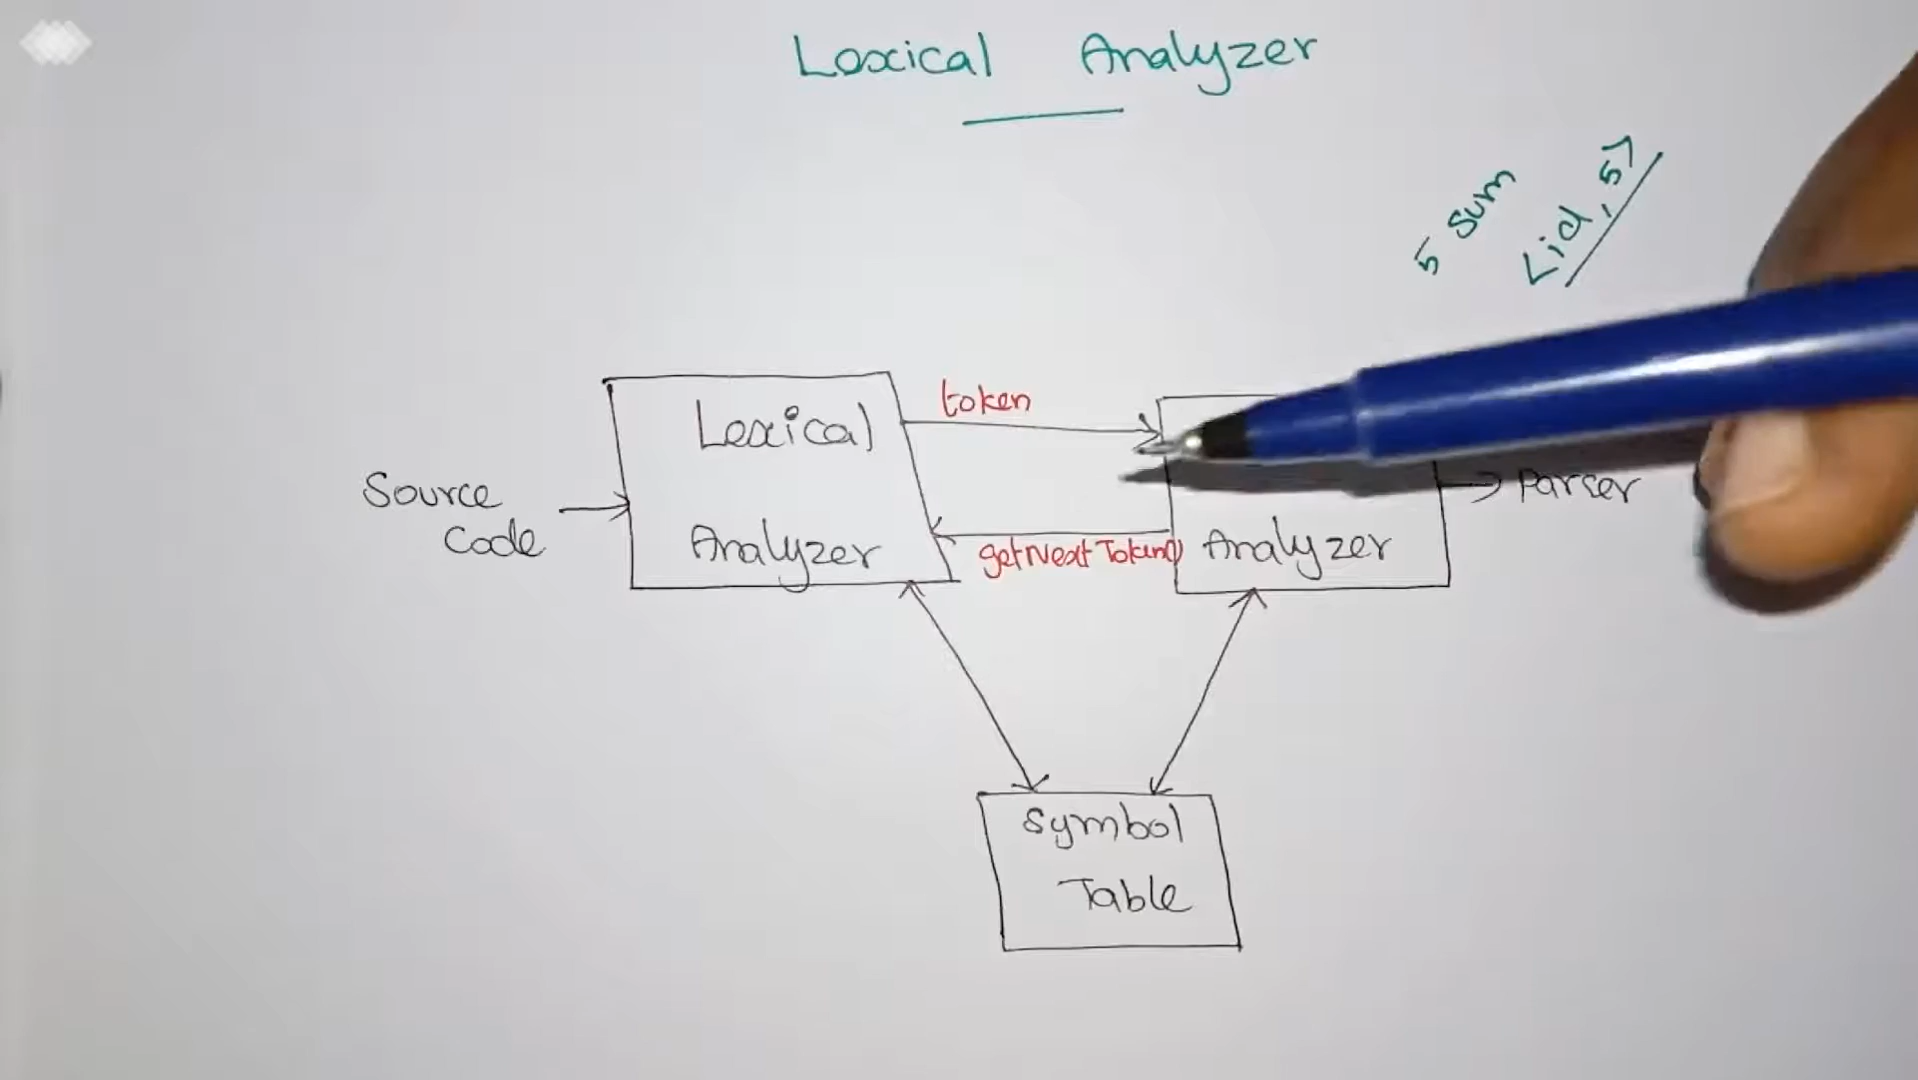 Lexical Analyzer
5 sum
<id, 5>
token
Lexical
Analyzer
Source
Code
getNextToken()
Analyzer
Parser
Symbol
Table